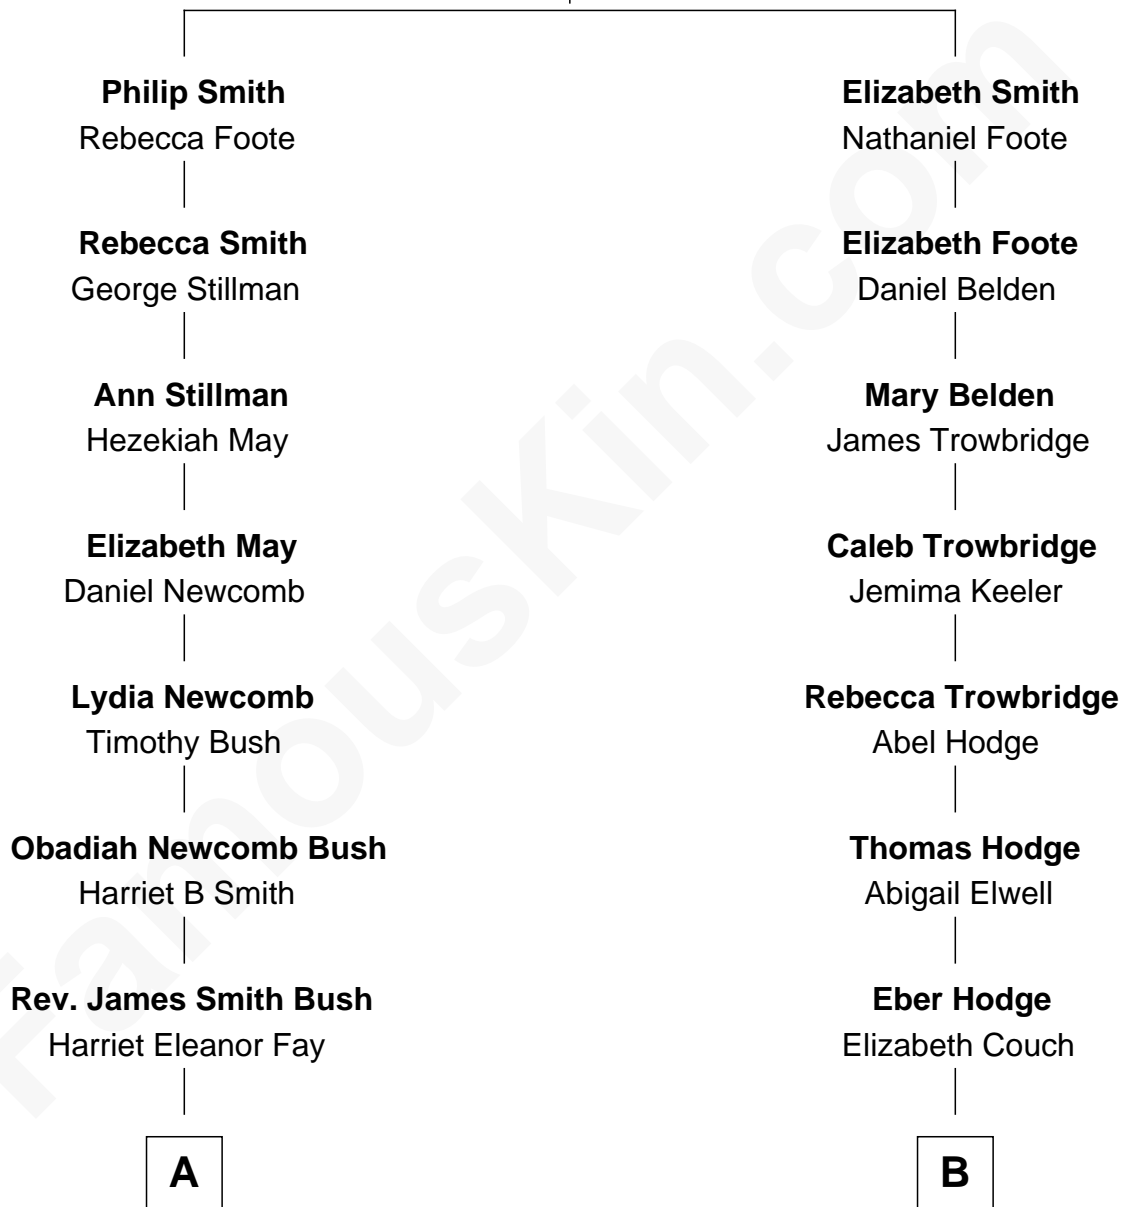 Philip Smith
Rebecca Foote
Rebecca Smith
George Stillman
Ann Stillman
Hezekiah May
Elizabeth May
Daniel Newcomb
Lydia Newcomb
Timothy Bush
Obadiah Newcomb Bush
Harriet B Smith
Rev. James Smith Bush
Harriet Eleanor Fay
A
Elizabeth Smith
Nathaniel Foote
Elizabeth Foote
Daniel Belden
Mary Belden
James Trowbridge
Caleb Trowbridge
Jemima Keeler
Rebecca Trowbridge
Abel Hodge
Thomas Hodge
Abigail Elwell
Eber Hodge
Elizabeth Couch
B
FamousKin.com